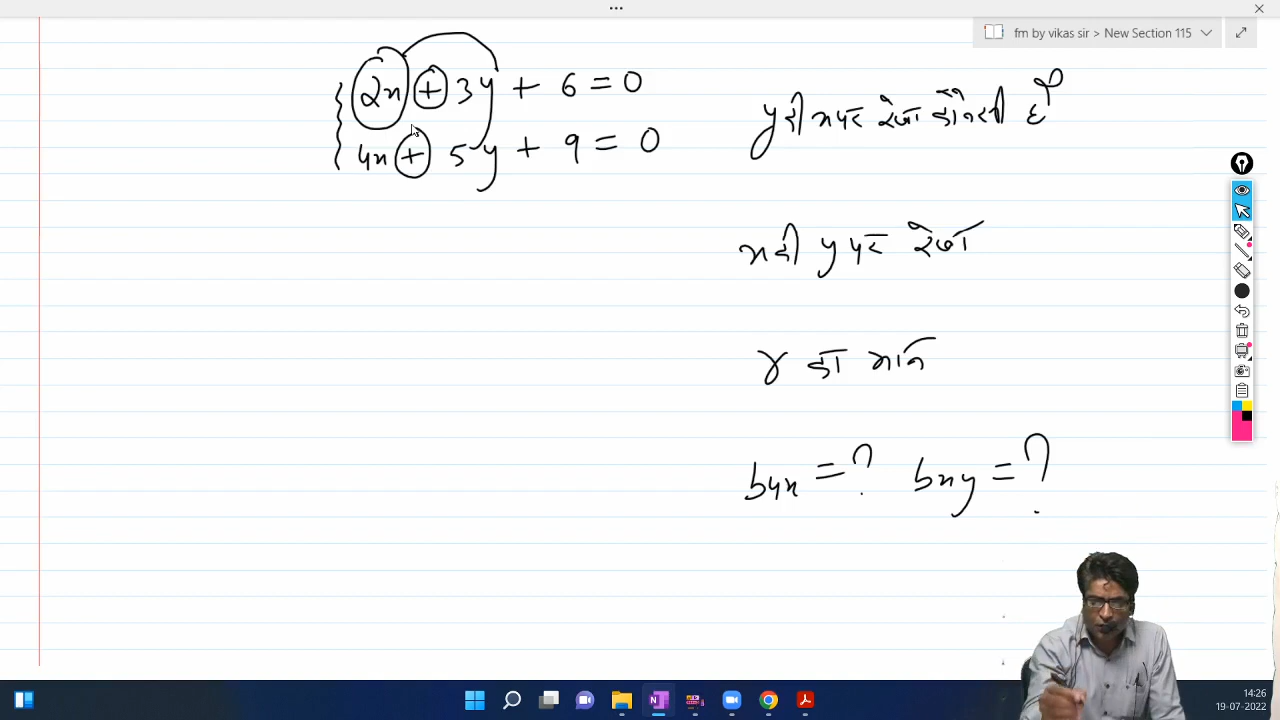 fm by vikas sir > New Section 115
2x + 3y + 6 = 0
4x + 5y + 9 = 0
y की x पर रेखा कौनसी है
x की y पर रेखा
r का मान
byx = ? bxy = ?
14:26
19-07-2022